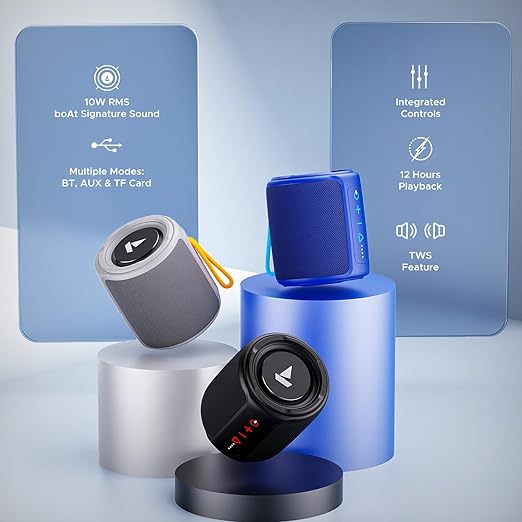 10W RMS
boAt Signature Sound
Multiple Modes:
BT, AUX & TF Card
Integrated
Controls
12 Hours
Playback
TWS
Feature